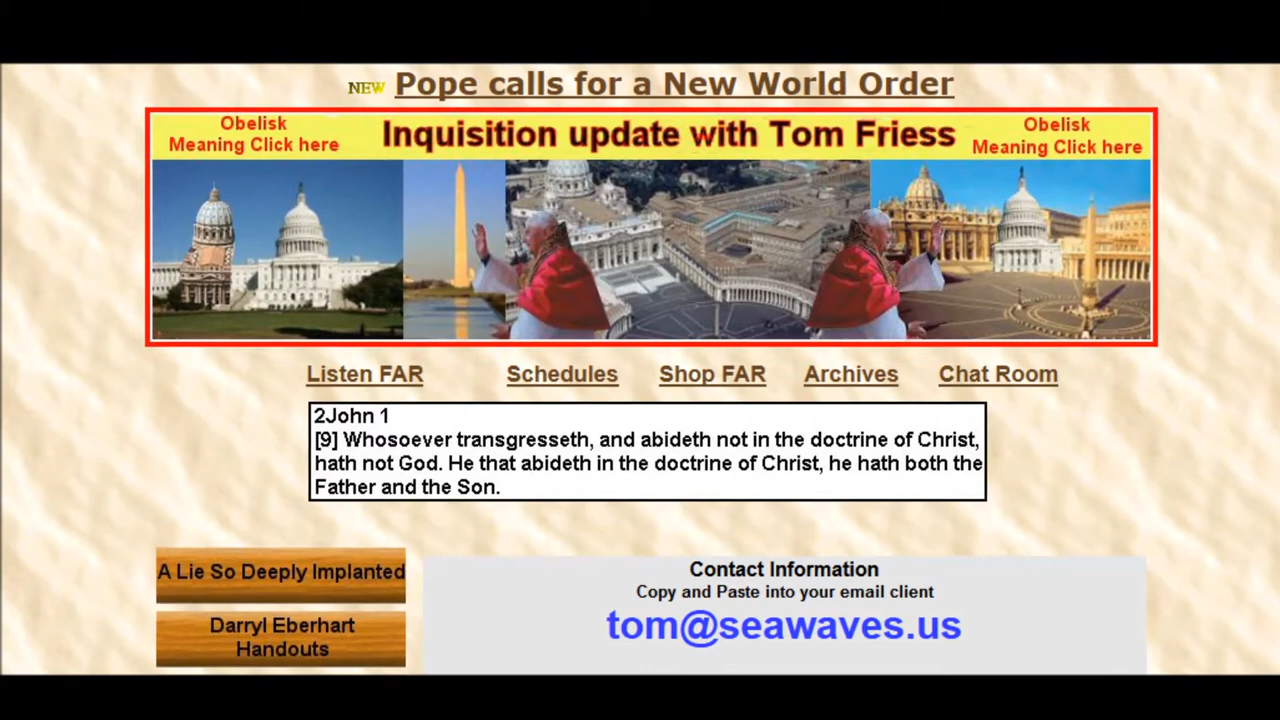 NEW Pope calls for a New World Order
Obelisk
Meaning Click here
Inquisition update with Tom Friess
Obelisk
Meaning Click here
Listen FAR Schedules Shop FAR Archives Chat Room
2John 1
[9] Whosoever transgresseth, and abideth not in the doctrine of Christ,
hath not God. He that abideth in the doctrine of Christ, he hath both the
Father and the Son.
A Lie So Deeply Implanted
Darryl Eberhart
Handouts
Contact Information
Copy and Paste into your email client
tom@seawaves.us